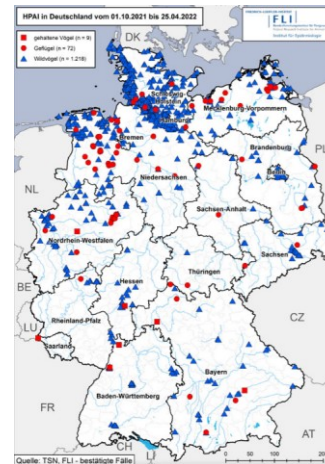 HPAI in Deutschland vom 01.10.2021 bis 25.04.2022
FLI
DK
gehaltene Vögel (n = 9)
Geflügel (n = 72)
Wildvögel (n = 1.218)
Schleswig-Holstein
Hamburg
Mecklenburg-Vorpommern
Bremen
Brandenburg
Berlin
PL
NL
Niedersachsen
Sachsen-Anhalt
Nordrhein-Westfalen
Sachsen
Thüringen
Hessen
BE
LU
Rheinland-Pfalz
CZ
Saarland
Bayern
FR
Baden-Württemberg
CH
LI
AT
Quelle: TSN, FLI - bestätigte Fälle